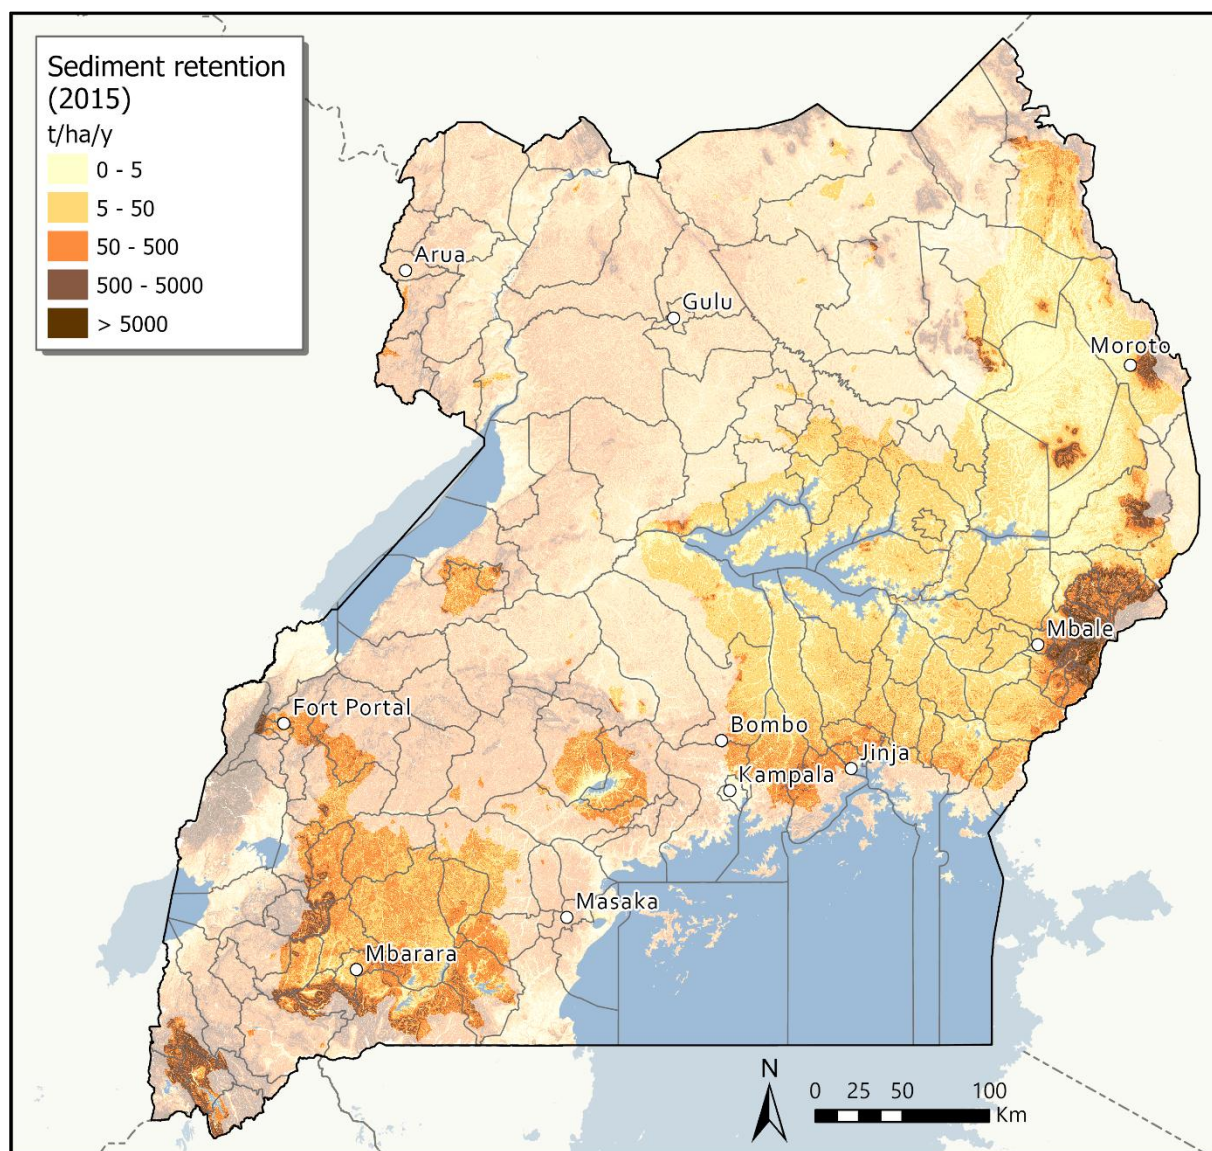 Sediment retention
(2015)
t/ha/y
0 - 5
5 - 50
50 - 500
500 - 5000
> 5000
Arua
Gulu
Moroto
Mbale
Fort Portal
Bombo
Jinja
Kampala
Masaka
Mbarara
N
0 25 50 100
Km